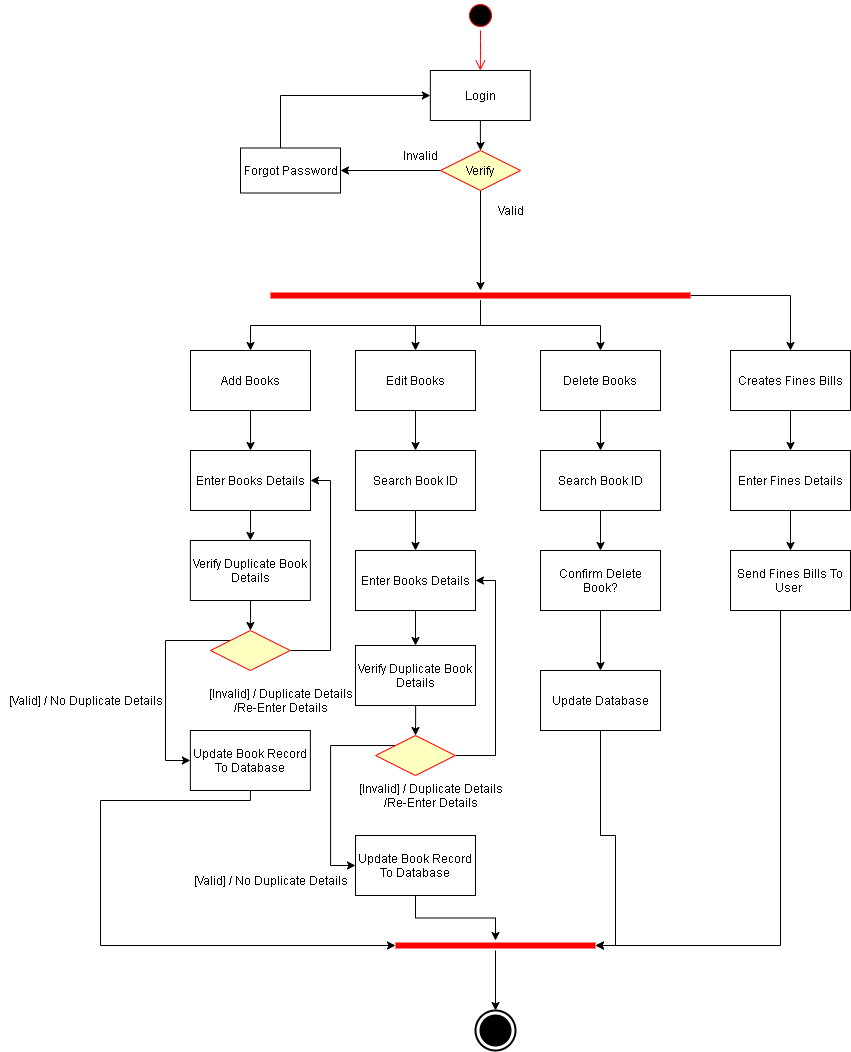 Login
Invalid
Forgot Password
Verify
Valid
Add Books
Edit Books
Delete Books
Creates Fines Bills
Enter Books Details
Search Book ID
Search Book ID
Enter Fines Details
Verify Duplicate Book
Details
Enter Books Details
Confirm Delete
Book?
Send Fines Bills To
User
[Valid] / No Duplicate Details
[Invalid] / Duplicate Details
/Re-Enter Details
Verify Duplicate Book
Details
Update Database
Update Book Record
To Database
[Invalid] / Duplicate Details
/Re-Enter Details
[Valid] / No Duplicate Details
Update Book Record
To Database